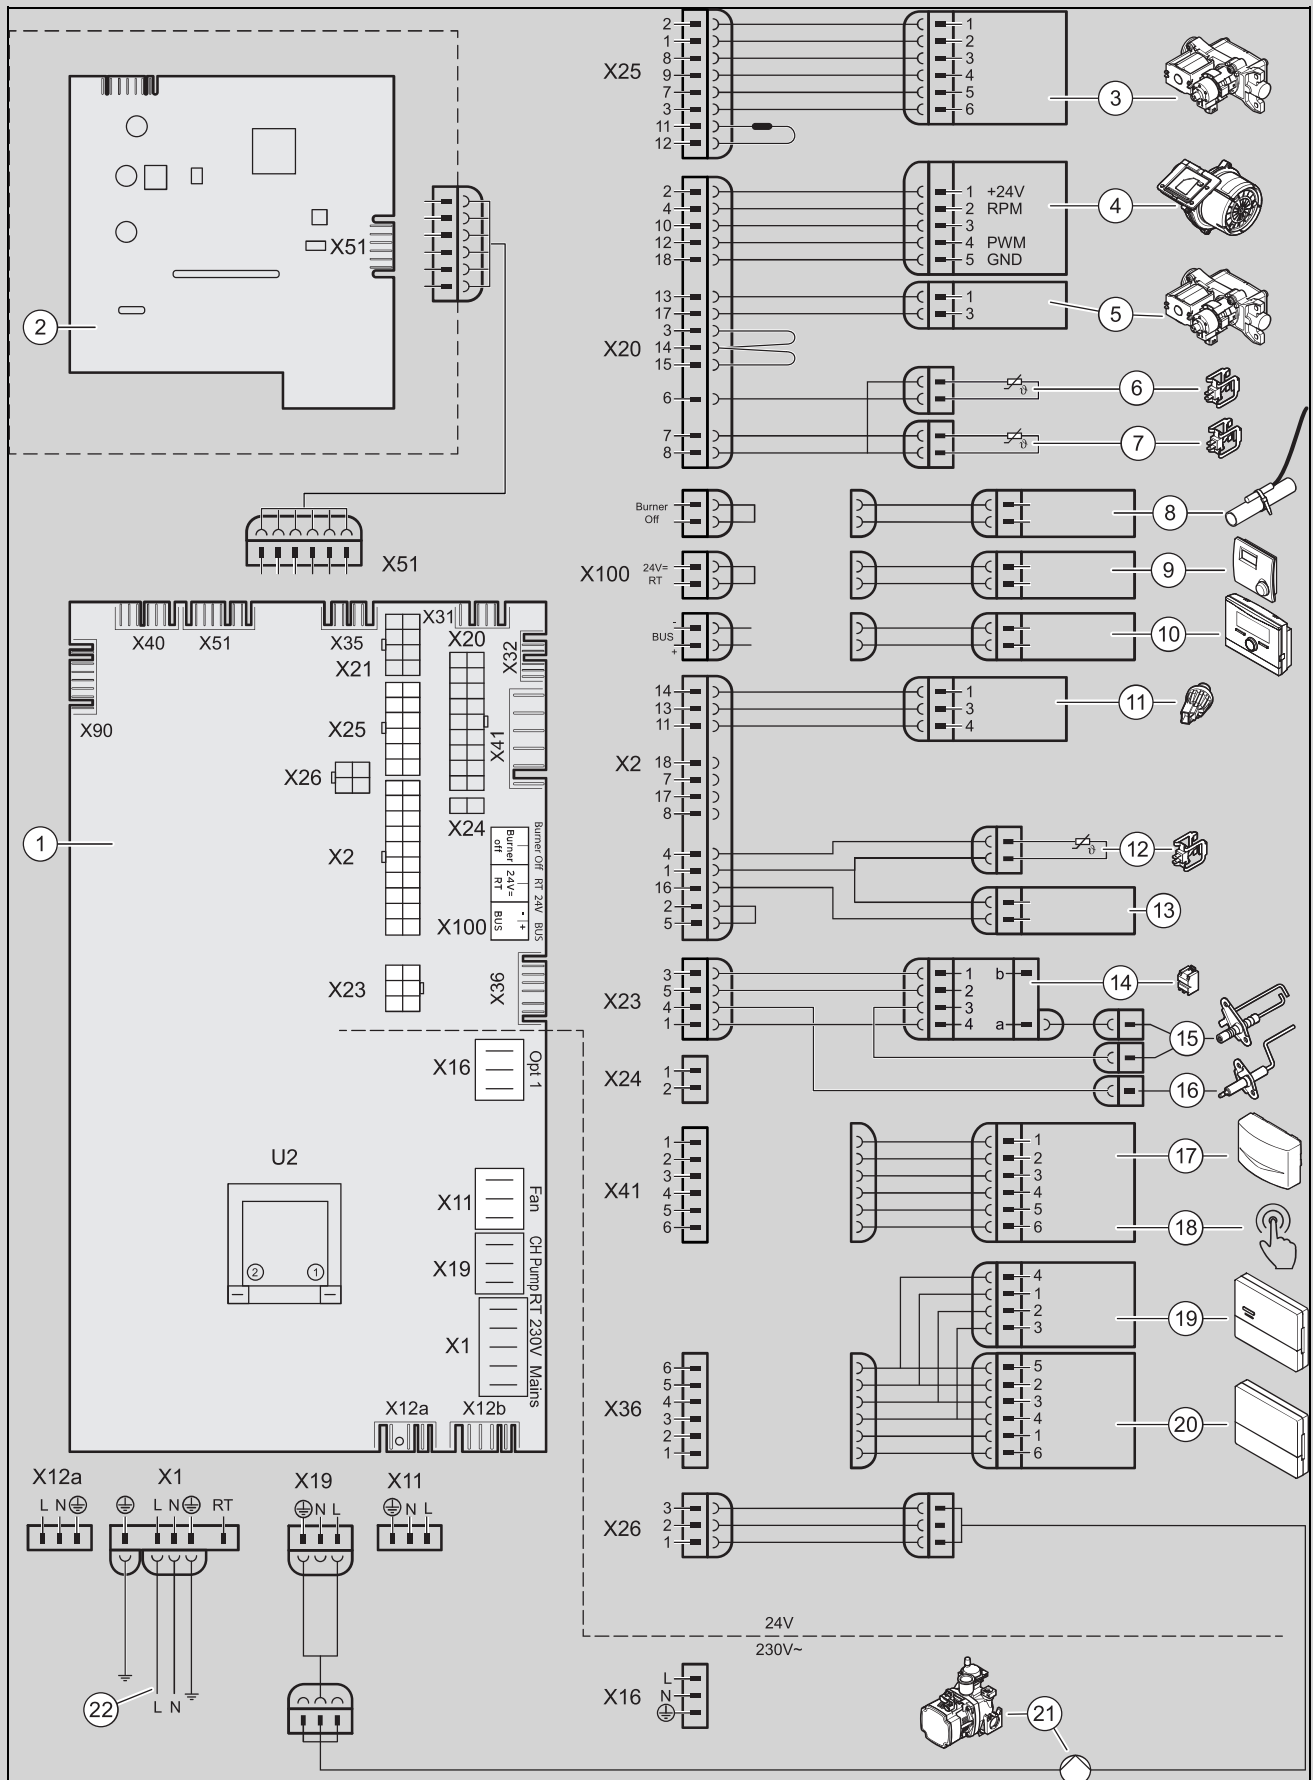 2
1
8
9
7
3
11
12
X25
1
2
3
4
5
6
3
2
4
10
12
18
1 +24V
2 RPM
3
4 PWM
5 GND
4
13
17
3
14
15
6
7
8
X20
1
3
5
ϑ
6
ϑ
7
X51
2
X51
Burner
Off
8
X100
24V=
RT
9
-
BUS
+
10
14
13
11
18
7
17
8
4
1
16
2
5
X2
1
3
4
11
ϑ
12
13
X40
X51
X35
X31
X21
X20
X32
X90
X25
X41
X26
X24
X2
X100
Burner
off
24V=
RT
BUS
-
+
Burner Off
RT 24V
BUS
X23
X36
1
X16
Opt 1
U2
2
1
X11
Fan
X19
CH Pump
X1
RT 230V Mains
X12a
X12b
X23
3
5
4
1
1
2
3
4
b
a
14
15
16
X24
1
2
X41
1
2
3
4
5
6
1
2
3
4
5
6
17
18
4
1
2
3
19
X36
6
5
4
3
2
1
5
2
3
4
1
6
20
X26
3
2
1
X12a
L N
X1
L N
RT
X19
N L
X11
N L
L N
22
24V
230V~
X16
L
N
21